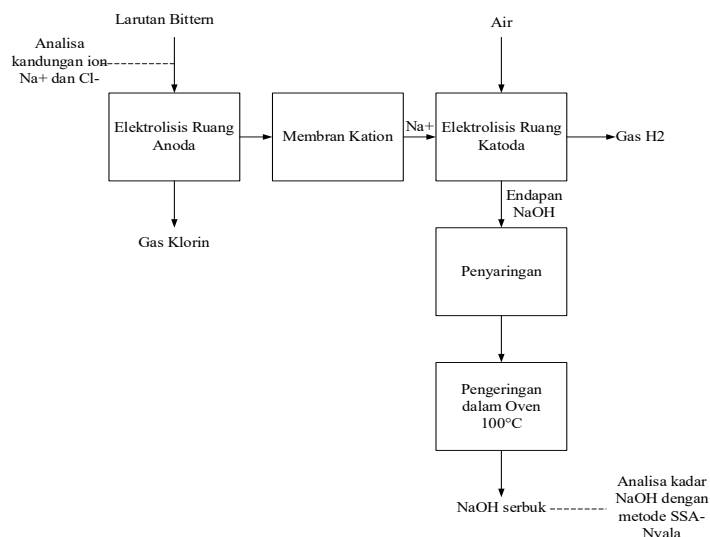 Larutan Bittern
Analisa
kandungan ion
Na+ dan Cl-
Air
Elektrolisis Ruang
Anoda
Membran Kation
Na+
Elektrolisis Ruang
Katoda
Gas H2
Gas Klorin
Endapan
NaOH
Penyaringan
Pengeringan
dalam Oven
100°C
NaOH serbuk
Analisa kadar
NaOH dengan
metode SSA-
Nyala